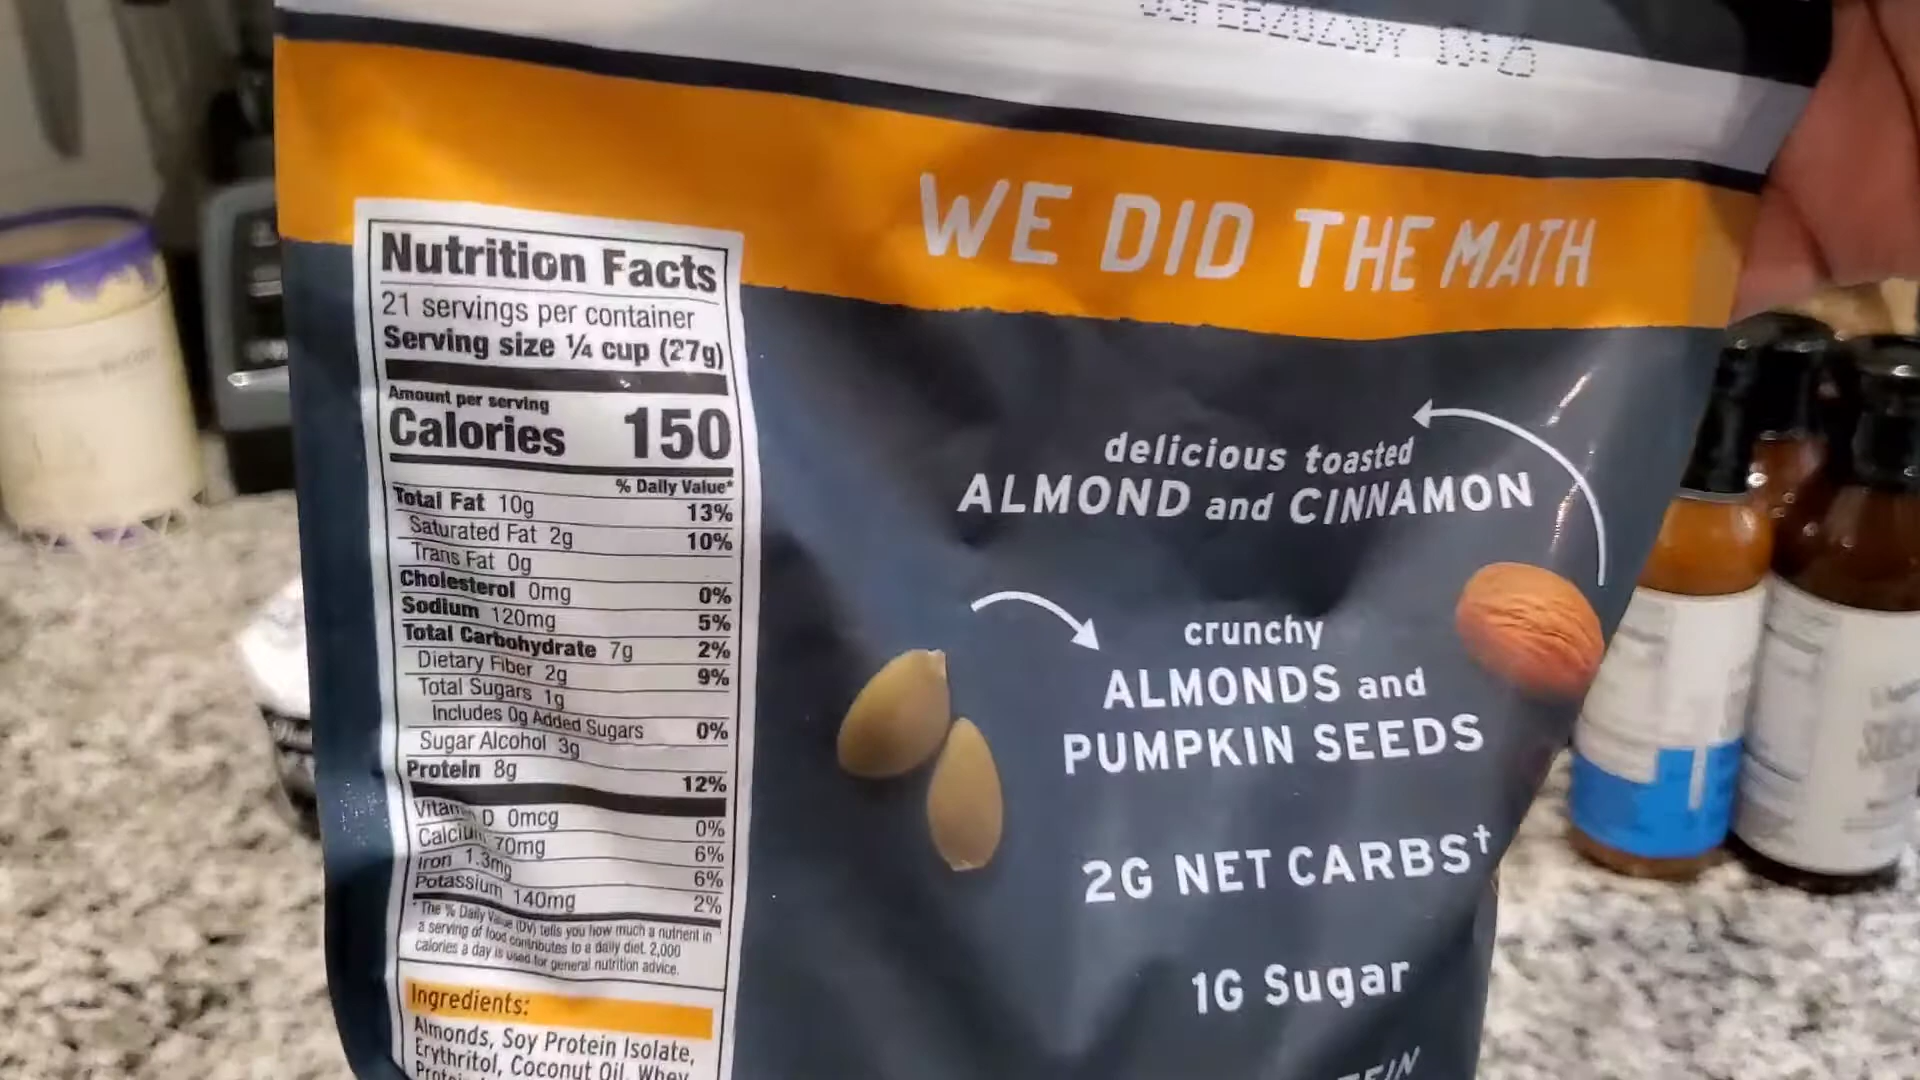 WE DID THE MATH
Nutrition Facts
21 servings per container
Serving size ¼ cup (27g)
Amount per serving
Calories 150
% Daily Value*
Total Fat 10g 13%
Saturated Fat 2g 10%
Trans Fat 0g
Cholesterol 0mg 0%
Sodium 120mg 5%
Total Carbohydrate 7g 2%
Dietary Fiber 2g 9%
Total Sugars 1g
Includes 0g Added Sugars 0%
Sugar Alcohol 3g
Protein 8g 12%
Vitamin D 0mcg 0%
Calcium 70mg 6%
Iron 1.3mg 6%
Potassium 140mg 2%
* The % Daily Value (DV) tells you how much a nutrient in
a serving of food contributes to a daily diet. 2,000
calories a day is used for general nutrition advice.
Ingredients:
Almonds, Soy Protein Isolate,
Erythritol, Coconut Oil, Whey
delicious toasted
ALMOND and CINNAMON
crunchy
ALMONDS and
PUMPKIN SEEDS
2G NET CARBS†
1G Sugar